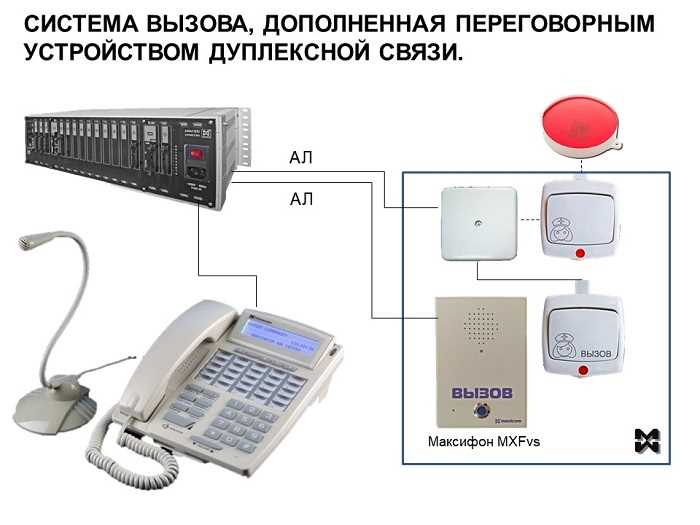 СИСТЕМА ВЫЗОВА, ДОПОЛНЕННАЯ ПЕРЕГОВОРНЫМ
УСТРОЙСТВОМ ДУПЛЕКСНОЙ СВЯЗИ.
АЛ
АЛ
ВЫЗОВ
ВЫЗОВ
Максифон MXFvs